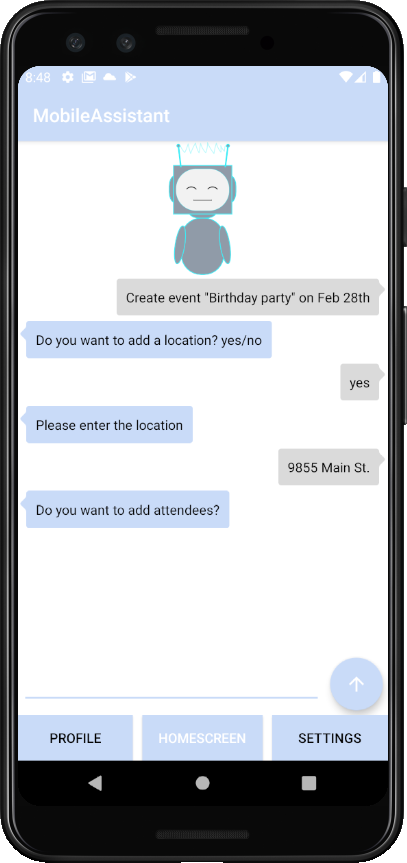 8:48
MobileAssistant
Create event "Birthday party" on Feb 28th
Do you want to add a location? yes/no
yes
Please enter the location
9855 Main St.
Do you want to add attendees?
PROFILE HOMESCREEN SETTINGS